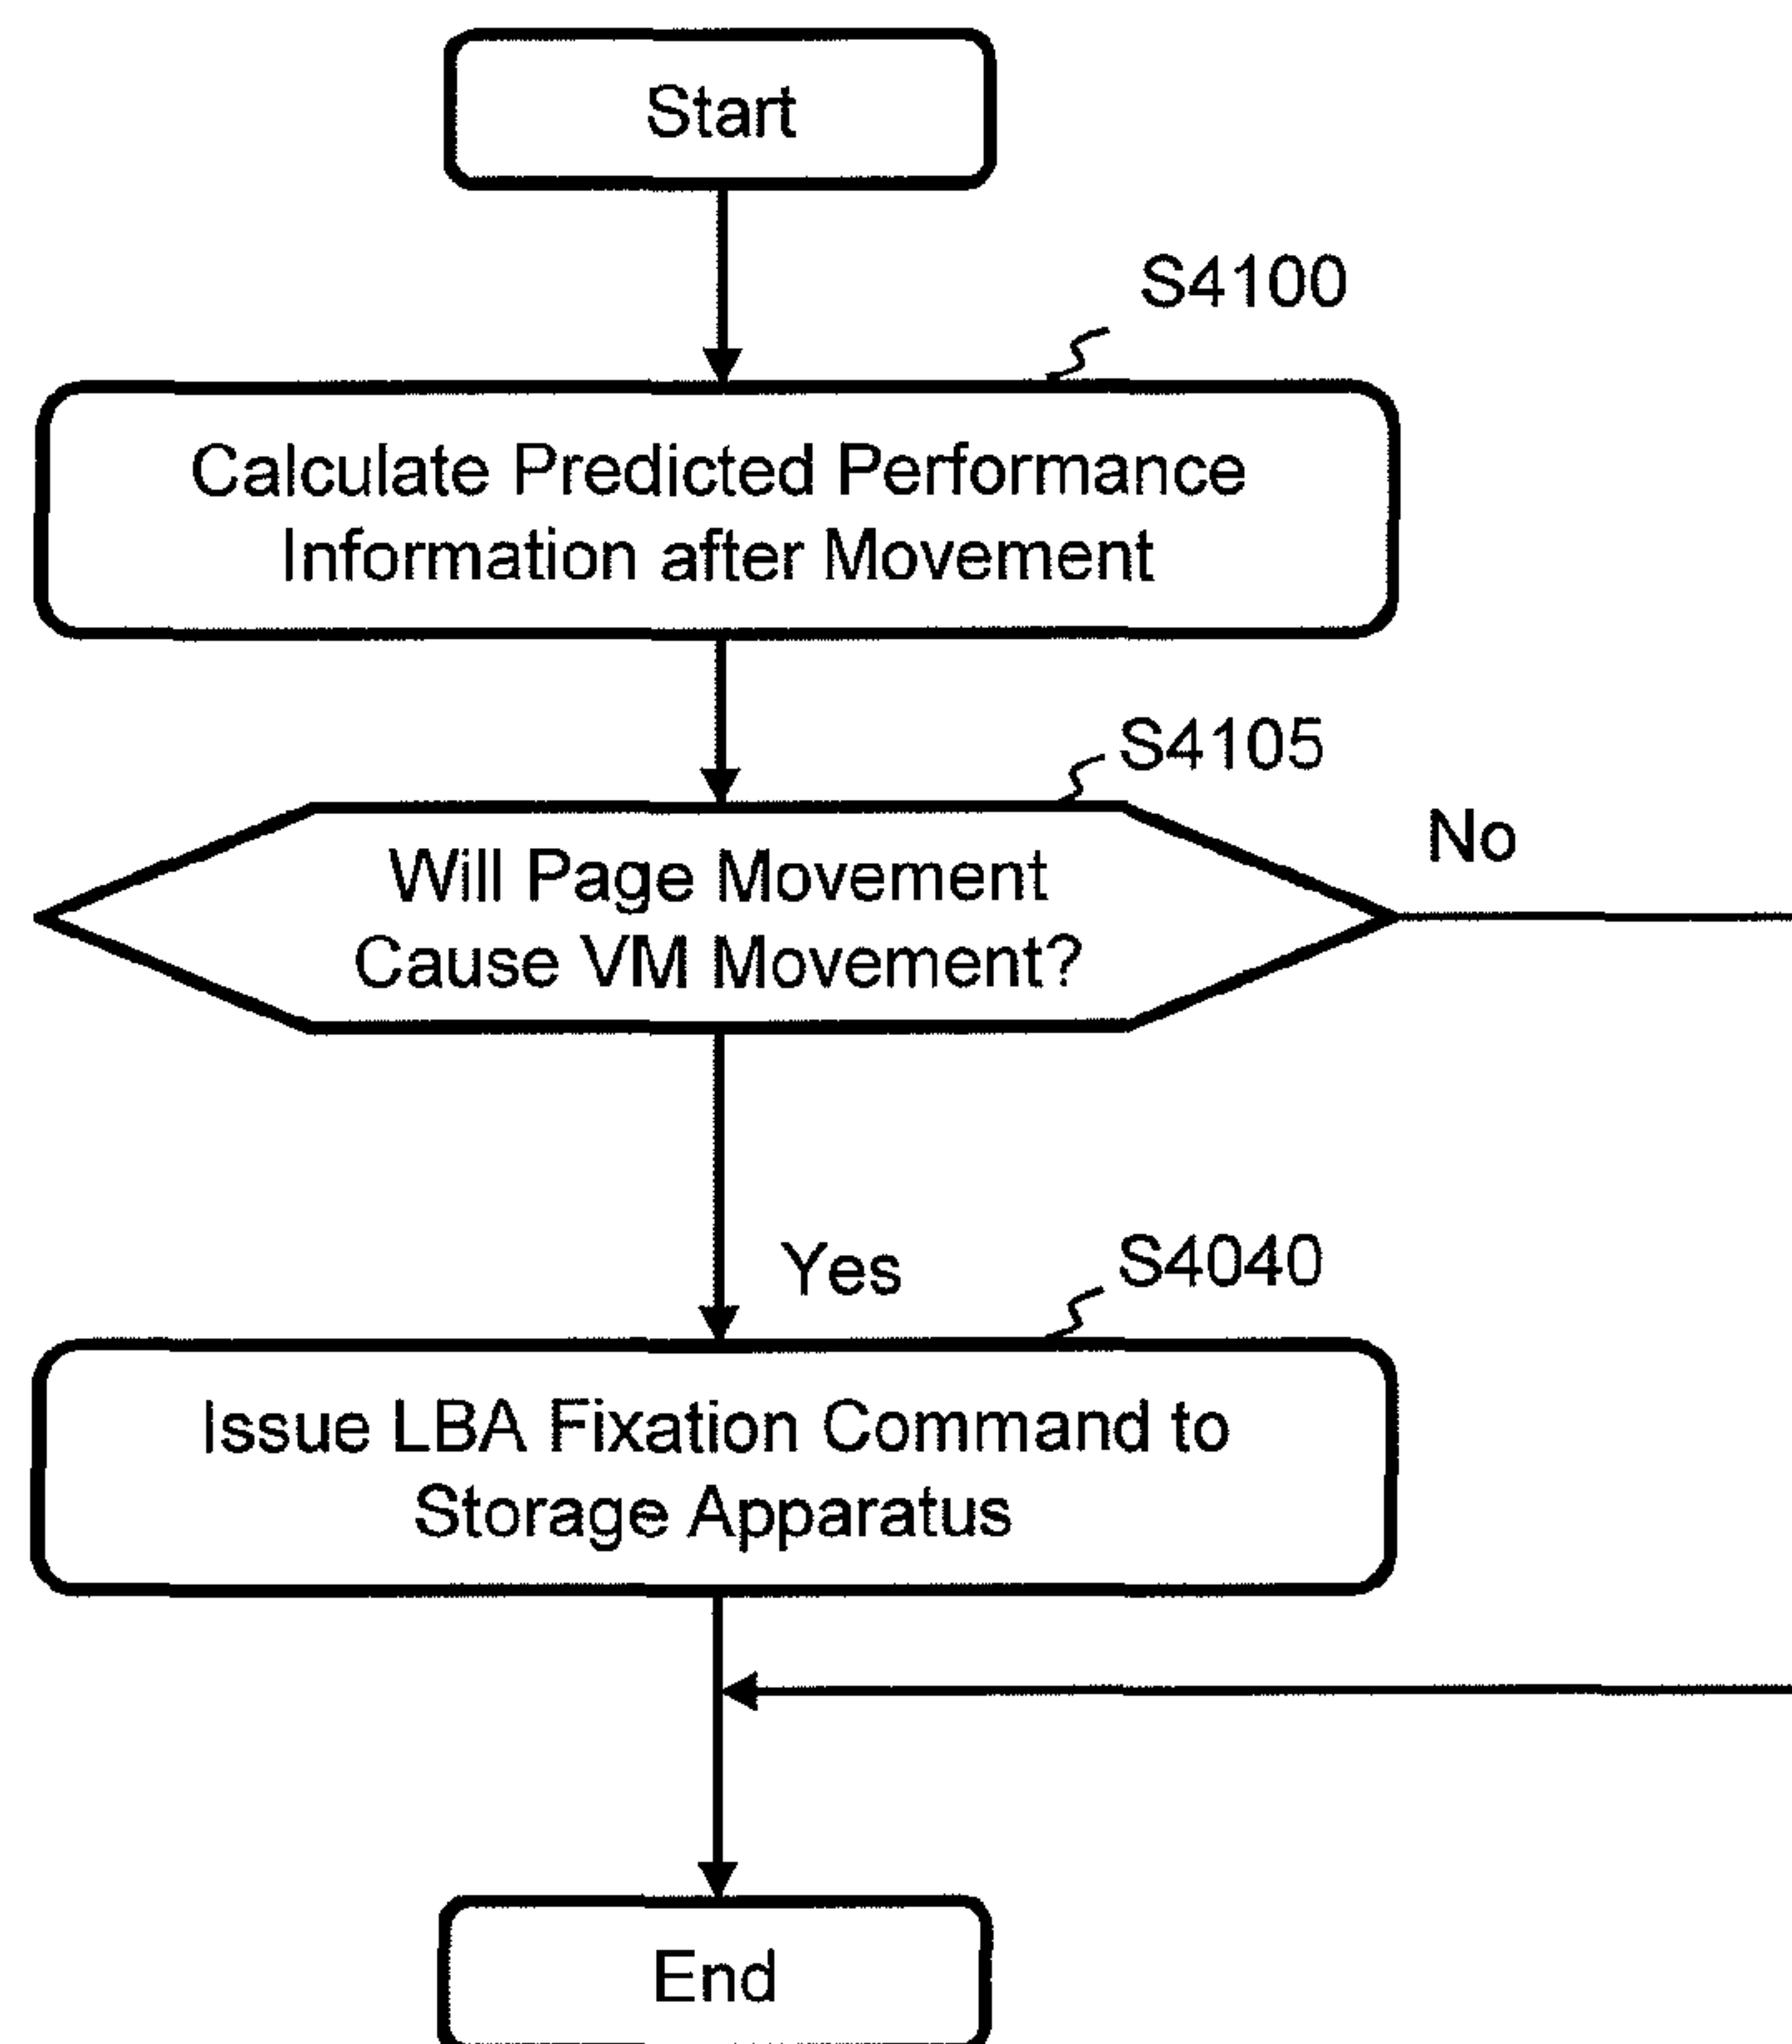 Start
S4100
Calculate Predicted Performance
Information after Movement
S4105
Will Page Movement
Cause VM Movement?
No
Yes
S4040
Issue LBA Fixation Command to
Storage Apparatus
End